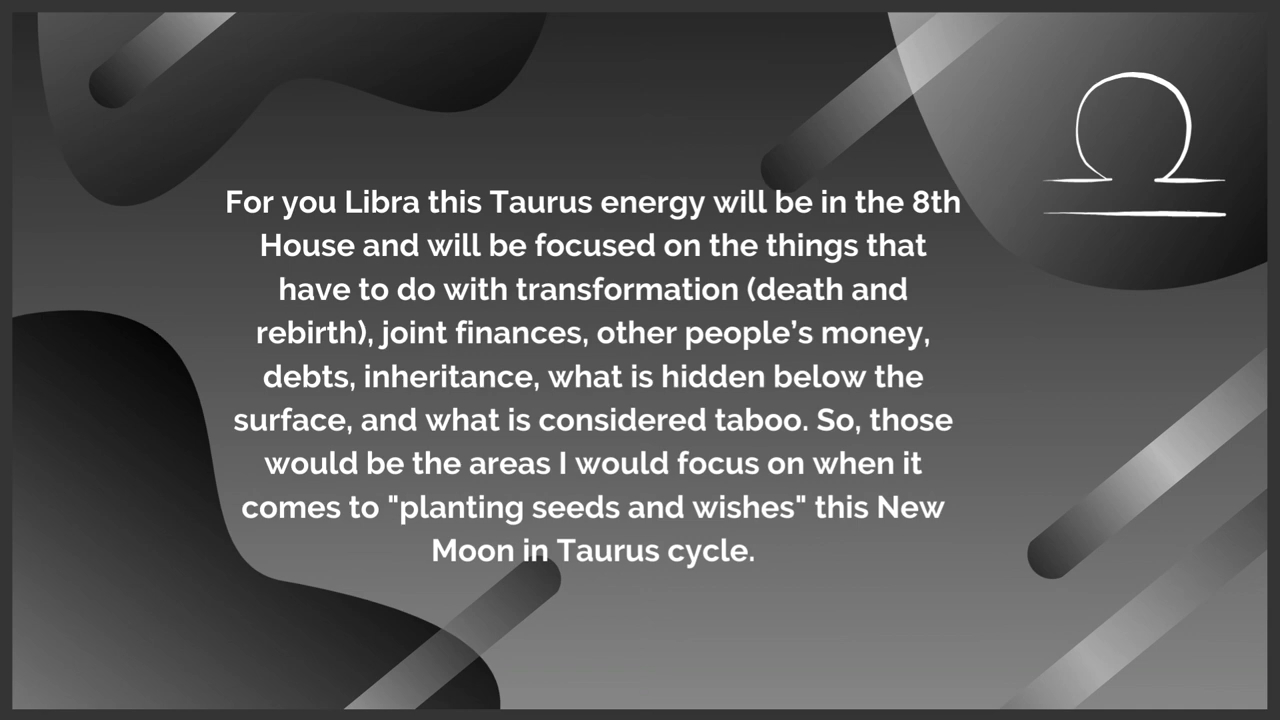 For you Libra this Taurus energy will be in the 8th
House and will be focused on the things that
have to do with transformation (death and
rebirth), joint finances, other people’s money,
debts, inheritance, what is hidden below the
surface, and what is considered taboo. So, those
would be the areas I would focus on when it
comes to "planting seeds and wishes" this New
Moon in Taurus cycle.